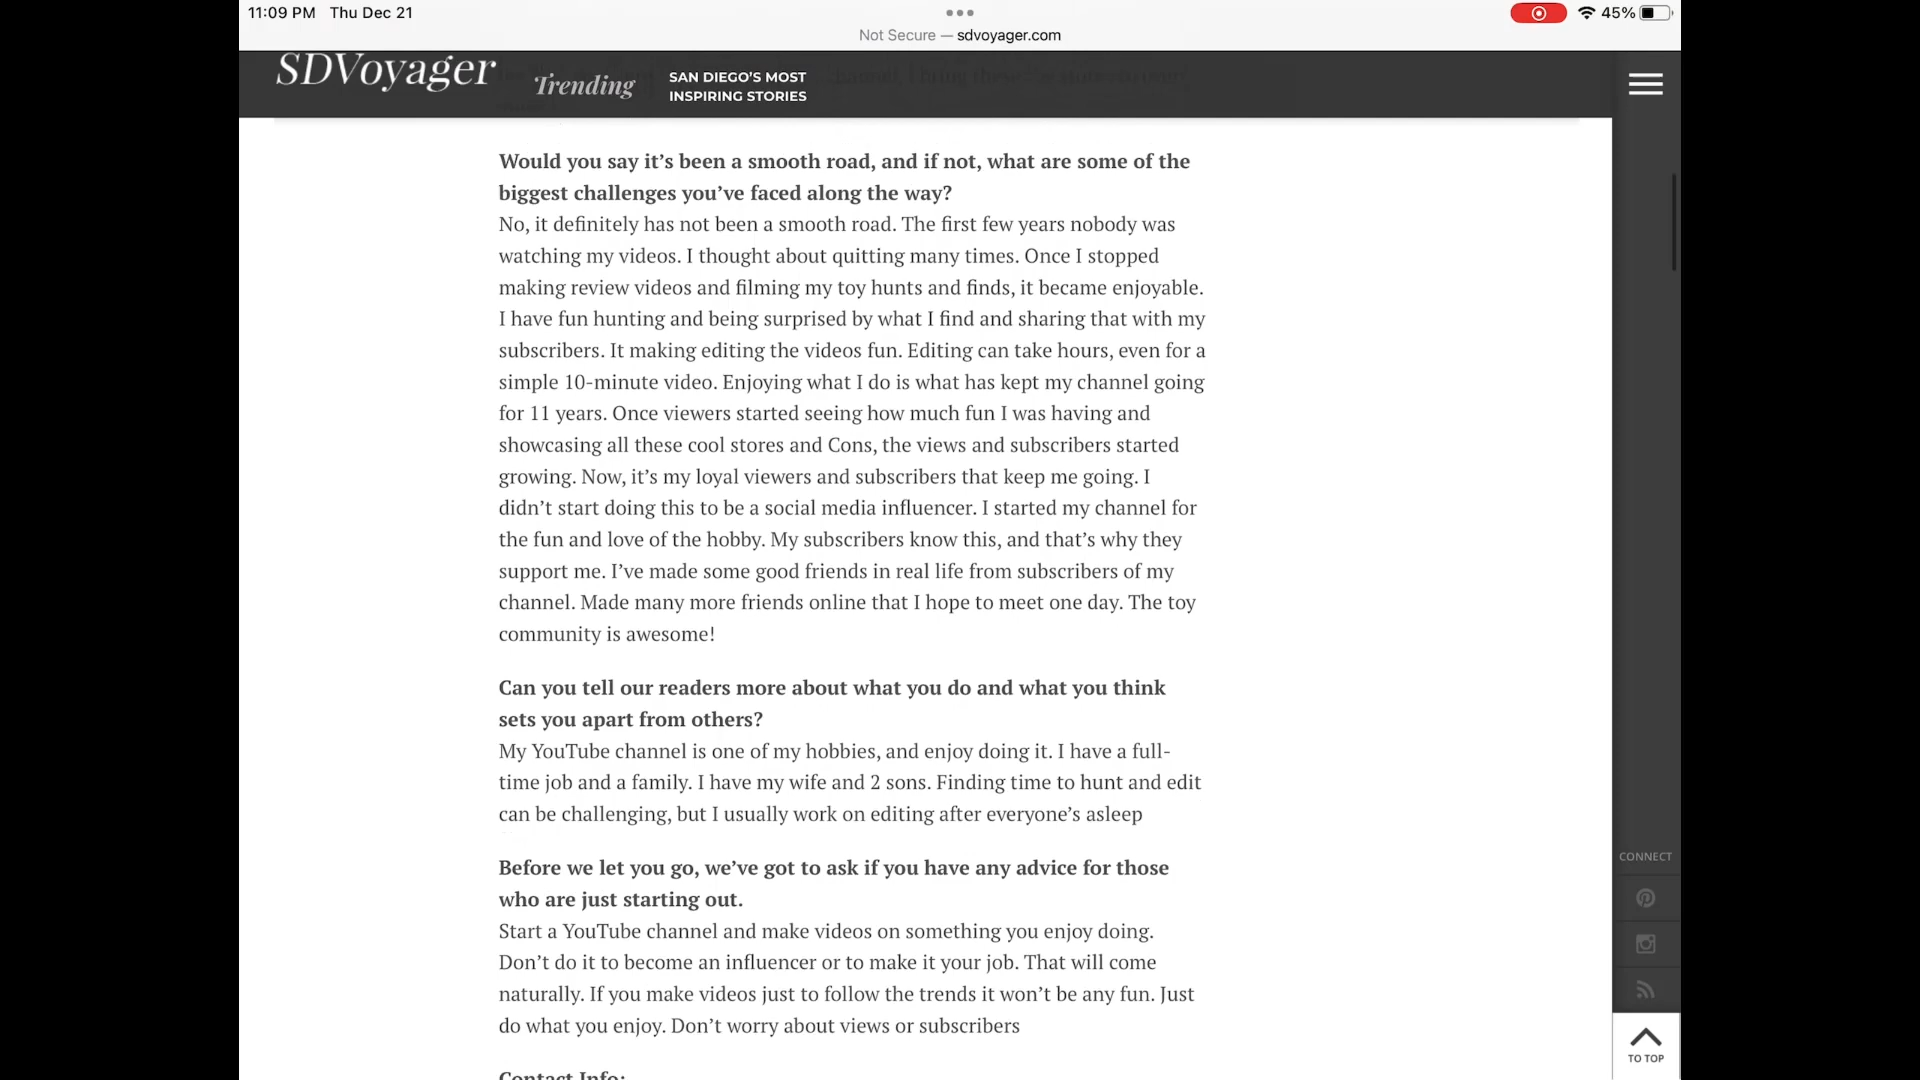 11:09 PM Thu Dec 21
45%
Not Secure — sdvoyager.com
SDVoyager
Trending
SAN DIEGO'S MOST
INSPIRING STORIES
Would you say it’s been a smooth road, and if not, what are some of the
biggest challenges you’ve faced along the way?
No, it definitely has not been a smooth road. The first few years nobody was
watching my videos. I thought about quitting many times. Once I stopped
making review videos and filming my toy hunts and finds, it became enjoyable.
I have fun hunting and being surprised by what I find and sharing that with my
subscribers. It making editing the videos fun. Editing can take hours, even for a
simple 10-minute video. Enjoying what I do is what has kept my channel going
for 11 years. Once viewers started seeing how much fun I was having and
showcasing all these cool stores and Cons, the views and subscribers started
growing. Now, it’s my loyal viewers and subscribers that keep me going. I
didn’t start doing this to be a social media influencer. I started my channel for
the fun and love of the hobby. My subscribers know this, and that’s why they
support me. I’ve made some good friends in real life from subscribers of my
channel. Made many more friends online that I hope to meet one day. The toy
community is awesome!
Can you tell our readers more about what you do and what you think
sets you apart from others?
My YouTube channel is one of my hobbies, and enjoy doing it. I have a full-
time job and a family. I have my wife and 2 sons. Finding time to hunt and edit
can be challenging, but I usually work on editing after everyone’s asleep
Before we let you go, we’ve got to ask if you have any advice for those
who are just starting out.
Start a YouTube channel and make videos on something you enjoy doing.
Don’t do it to become an influencer or to make it your job. That will come
naturally. If you make videos just to follow the trends it won’t be any fun. Just
do what you enjoy. Don’t worry about views or subscribers
Contact Info:
CONNECT
TO TOP